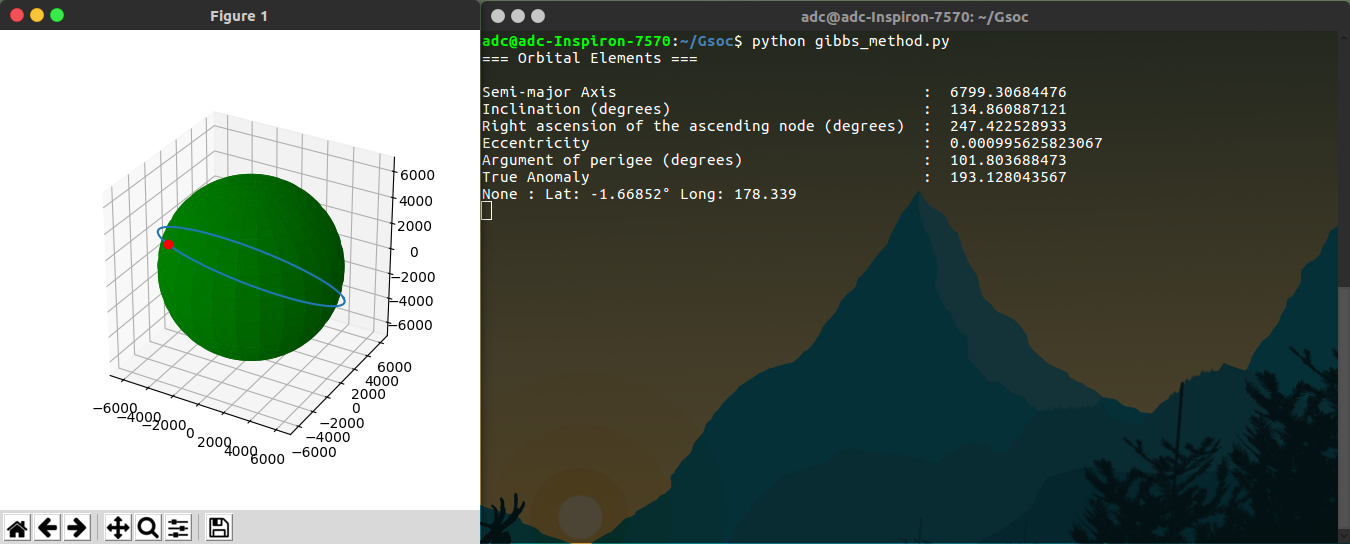 Figure 1
6000
4000
2000
0
−2000
−4000
−6000
−6000
−4000
−2000
0
2000
4000
6000
6000
4000
2000
0
−2000
−4000
−6000
adc@adc-Inspiron-7570: ~/Gsoc
adc@adc-Inspiron-7570:~/Gsoc$ python gibbs_method.py
=== Orbital Elements ===
Semi-major Axis : 6799.30684476
Inclination (degrees) : 134.860887121
Right ascension of the ascending node (degrees) : 247.422528933
Eccentricity : 0.000995625823067
Argument of perigee (degrees) : 101.803688473
True Anomaly : 193.128043567
None : Lat: -1.66852° Long: 178.339